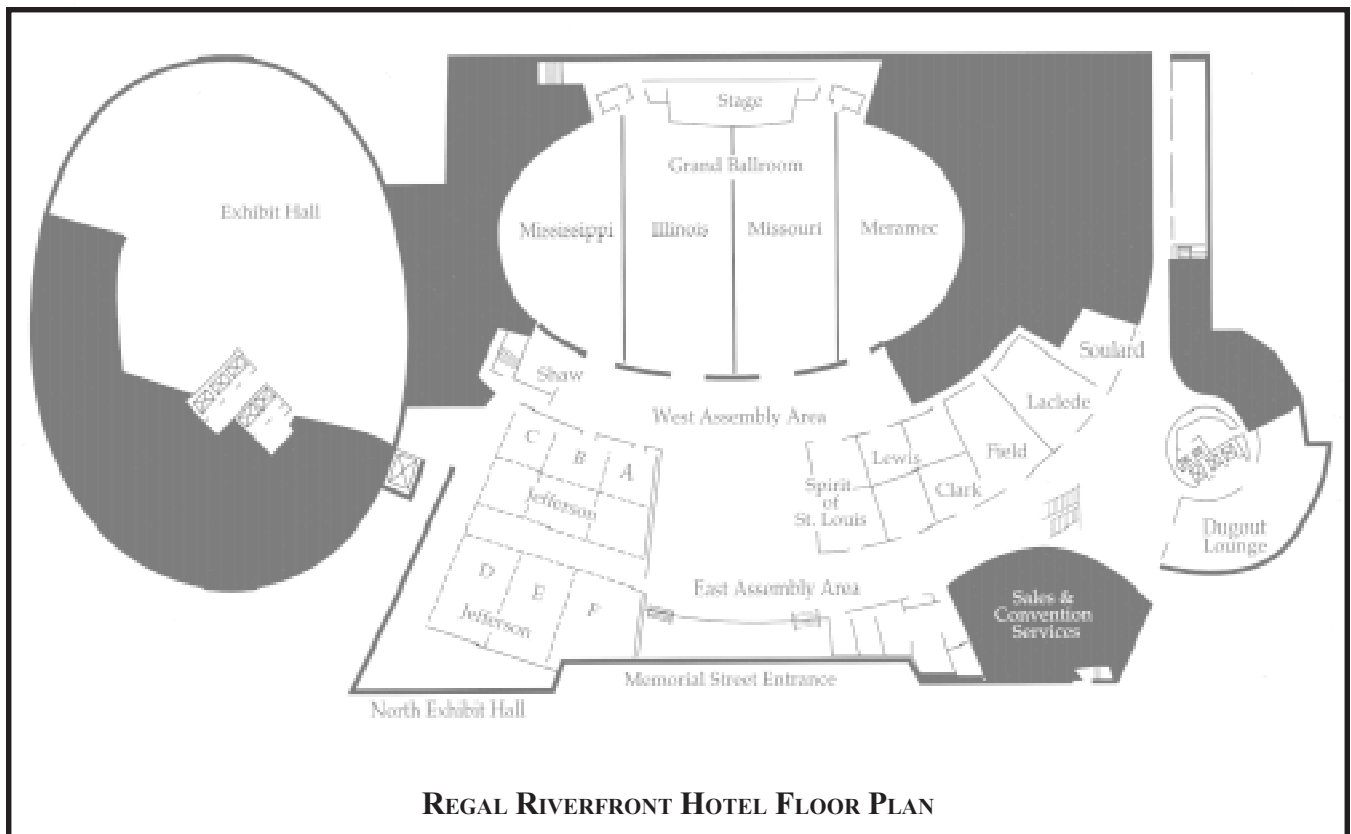 Stage
Grand Ballroom
Exhibit Hall
Mississippi
Illinois
Missouri
Meramec
Shaw
Soulard
Laclede
West Assembly Area
C
B
A
Jefferson
Lewis
Field
Clark
Spirit
of
St. Louis
Dugout
Lounge
D
E
F
Jefferson
East Assembly Area
Sales &
Convention
Services
Memorial Street Entrance
North Exhibit Hall
REGAL RIVERFRONT HOTEL FLOOR PLAN